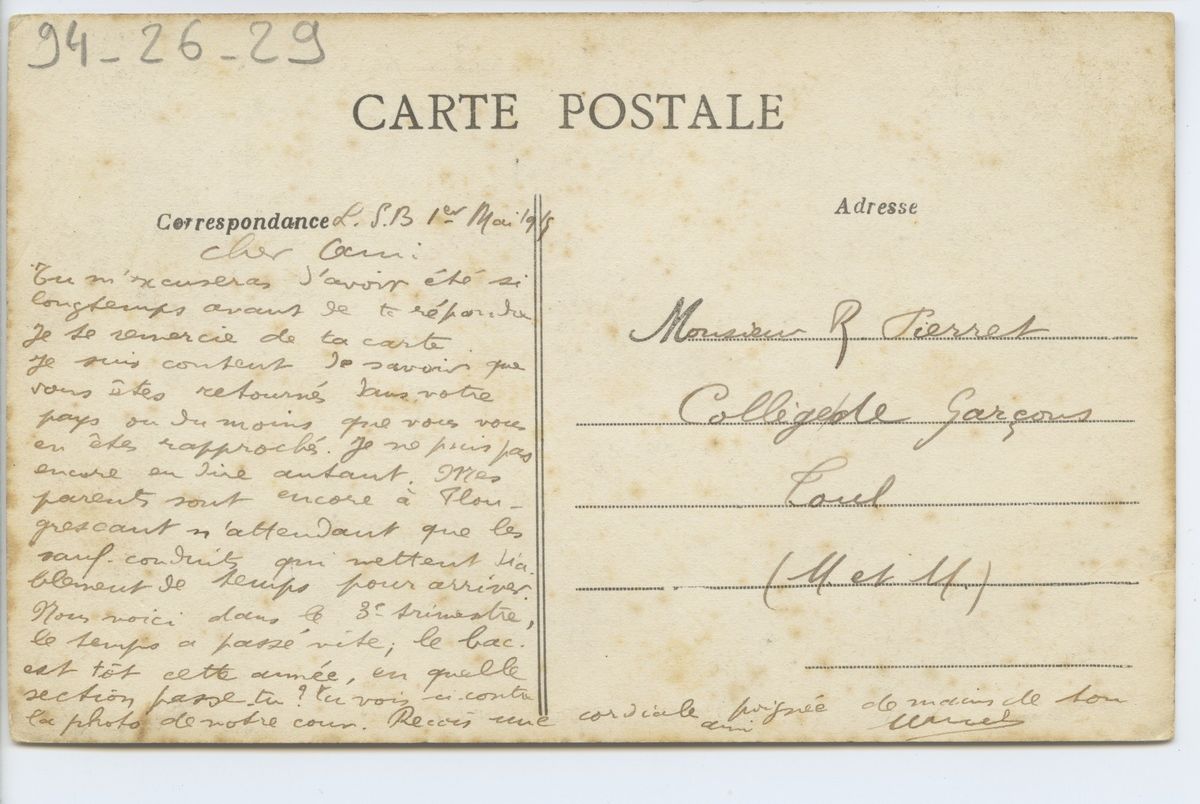 94-26-29
CARTE POSTALE
Correspondance
L. S. B 1er Mai 1915
cher Ami:
Tu m'excuseras d'avoir été si
longtemps avant de te répondre
Je te remercie de ta carte
Je suis content de savoir que
vous êtes retournés dans votre
pays ou du moins que vous vous
en êtes rapproché. Je ne puis pas
encore en dire autant. Mes
parents sont encore à Plou-
grescant n'attendant que les
sauf-conduits qui mettent dia-
blement de temps pour arriver.
Nous voici dans le 3e trimestre,
le temps a passé vite; le bac.
est tôt cette année, en quelle
section passe-tu? Tu vois ci contre
la photo de notre cour. Reçois une cordiale poignée de mains de ton
ami Marcel
Adresse
Monsieur R Pierret
Collège de Garçons
Toul
(M. et M.)